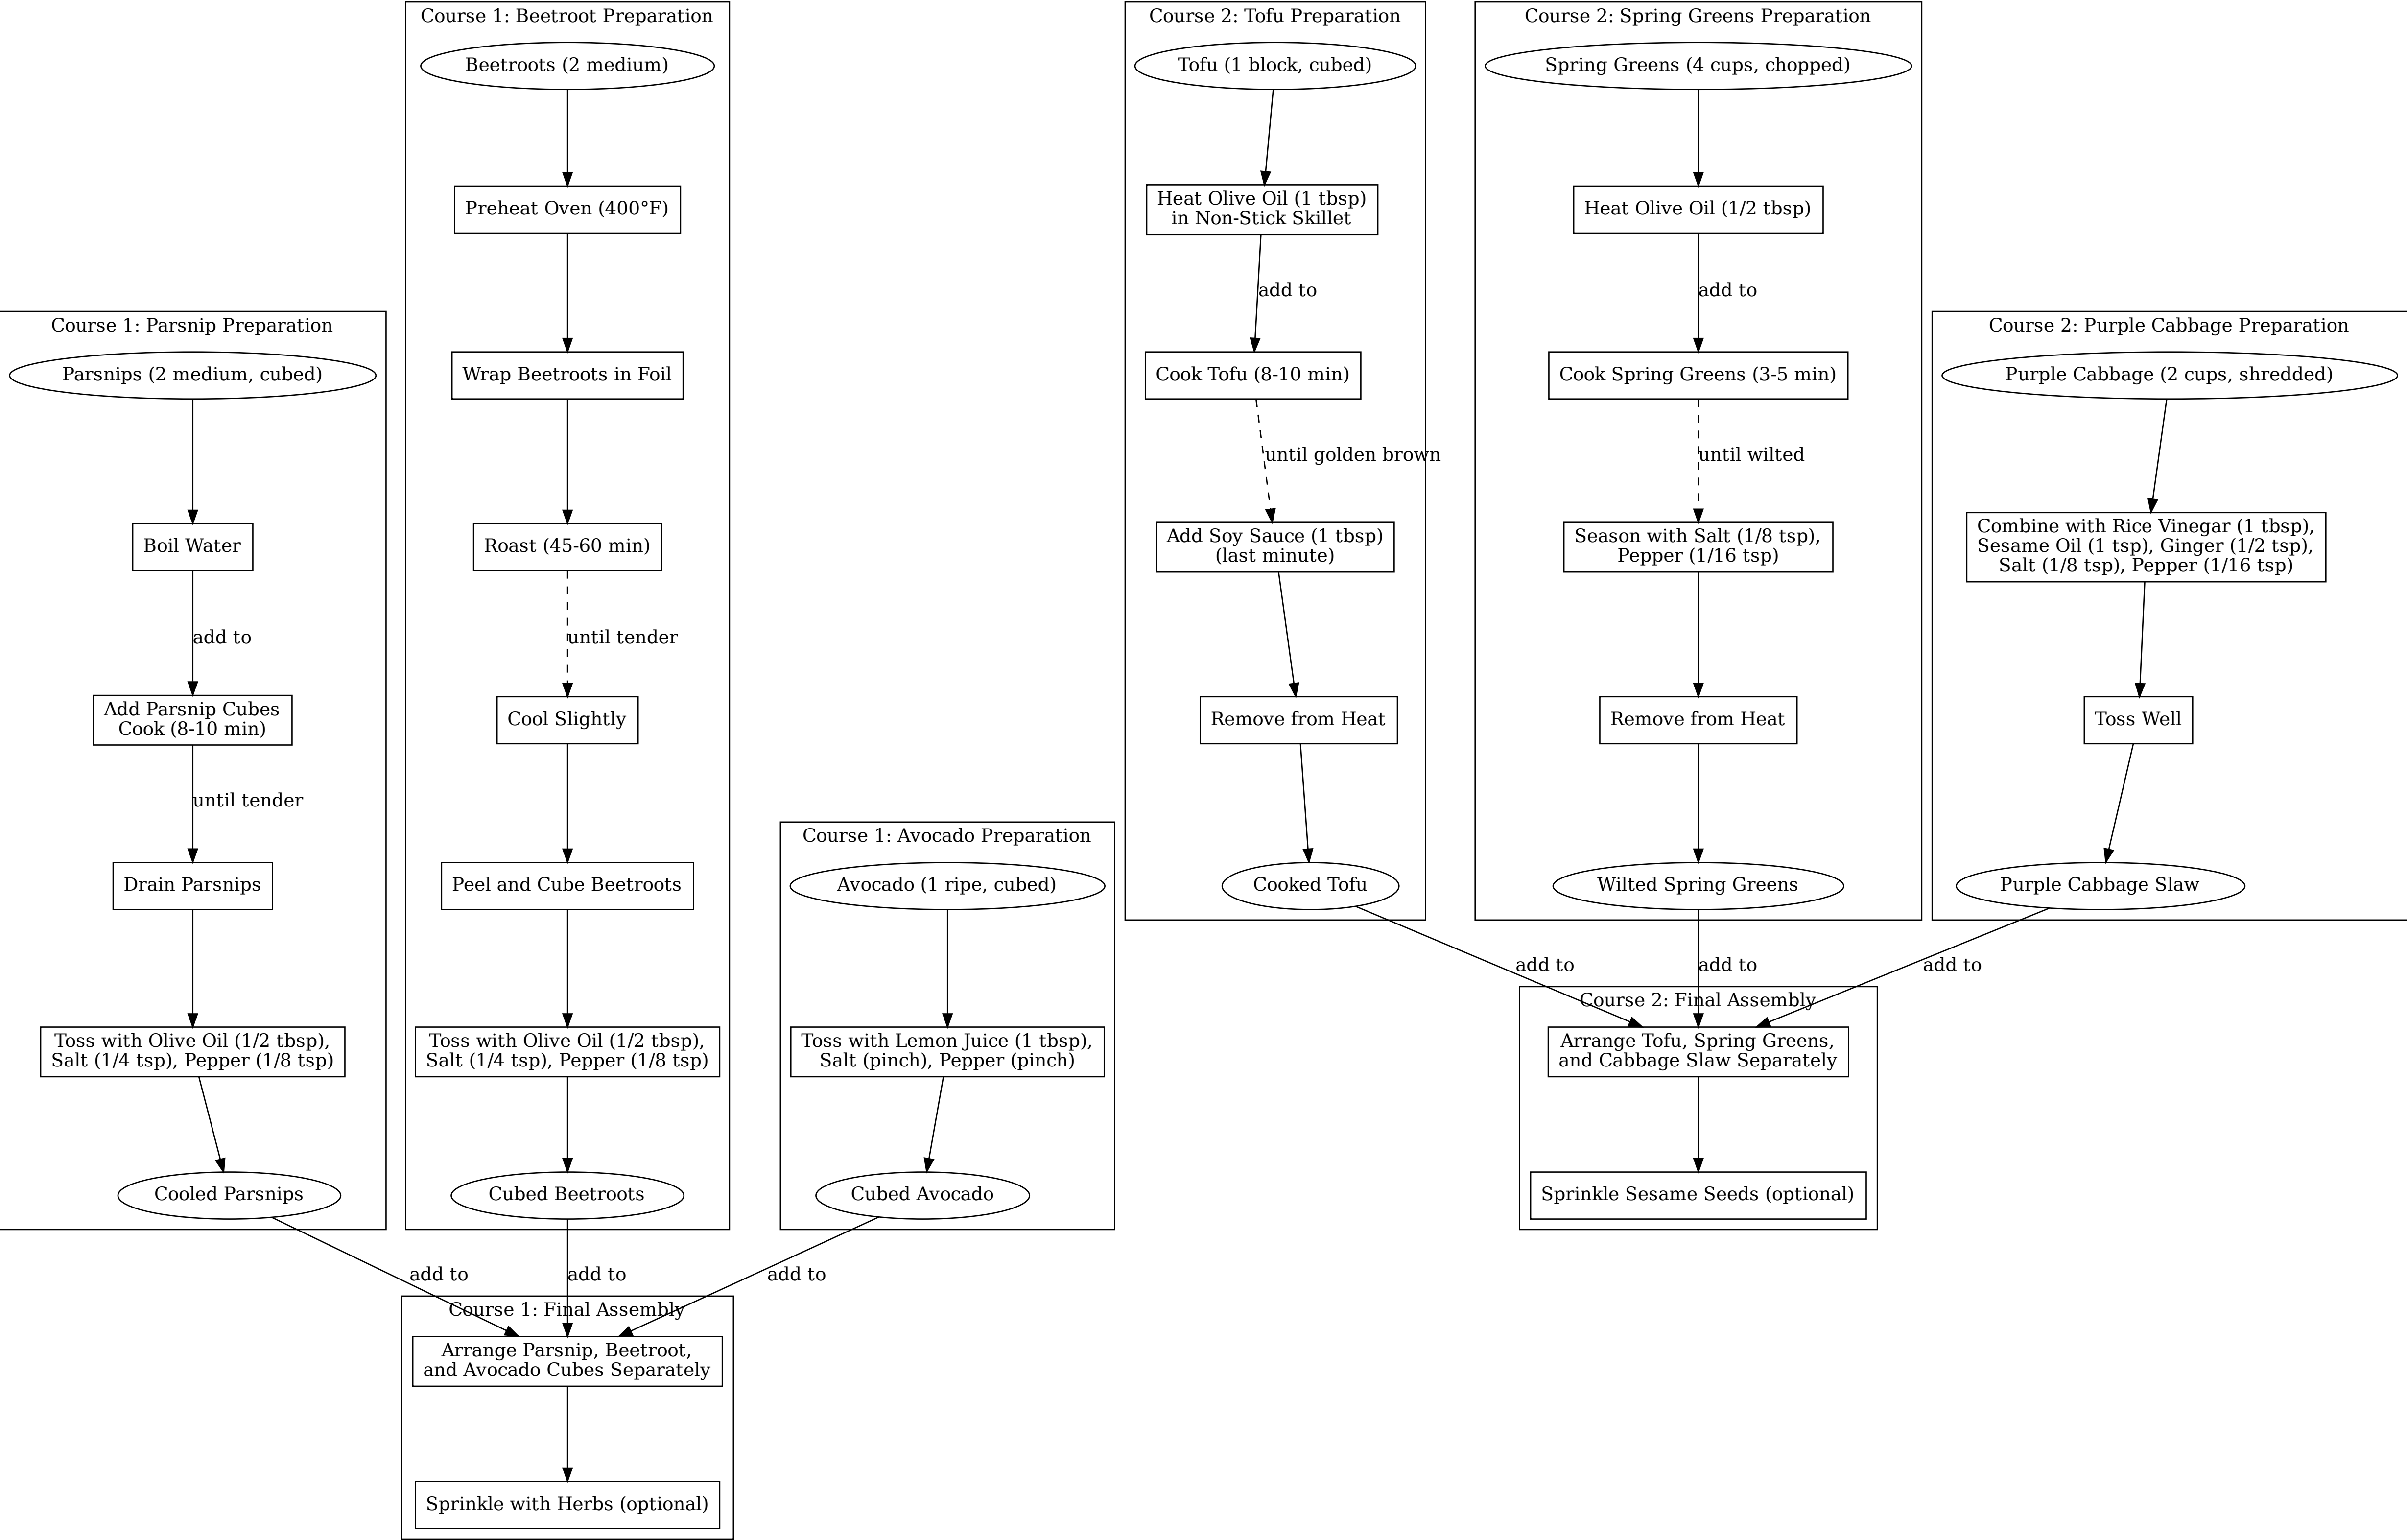 Course 1: Parsnip Preparation
Parsnips (2 medium, cubed)
Boil Water
add to
Add Parsnip Cubes
Cook (8-10 min)
until tender
Drain Parsnips
Toss with Olive Oil (1/2 tbsp),
Salt (1/4 tsp), Pepper (1/8 tsp)
Cooled Parsnips
add to
Course 1: Beetroot Preparation
Beetroots (2 medium)
Preheat Oven (400°F)
Wrap Beetroots in Foil
Roast (45-60 min)
until tender
Cool Slightly
Peel and Cube Beetroots
Toss with Olive Oil (1/2 tbsp),
Salt (1/4 tsp), Pepper (1/8 tsp)
Cubed Beetroots
add to
Course 1: Avocado Preparation
Avocado (1 ripe, cubed)
Toss with Lemon Juice (1 tbsp),
Salt (pinch), Pepper (pinch)
Cubed Avocado
add to
Course 1: Final Assembly
Arrange Parsnip, Beetroot,
and Avocado Cubes Separately
Sprinkle with Herbs (optional)
Course 2: Tofu Preparation
Tofu (1 block, cubed)
Heat Olive Oil (1 tbsp)
in Non-Stick Skillet
add to
Cook Tofu (8-10 min)
until golden brown
Add Soy Sauce (1 tbsp)
(last minute)
Remove from Heat
Cooked Tofu
add to
Course 2: Spring Greens Preparation
Spring Greens (4 cups, chopped)
Heat Olive Oil (1/2 tbsp)
add to
Cook Spring Greens (3-5 min)
until wilted
Season with Salt (1/8 tsp),
Pepper (1/16 tsp)
Remove from Heat
Wilted Spring Greens
add to
Course 2: Purple Cabbage Preparation
Purple Cabbage (2 cups, shredded)
Combine with Rice Vinegar (1 tbsp),
Sesame Oil (1 tsp), Ginger (1/2 tsp),
Salt (1/8 tsp), Pepper (1/16 tsp)
Toss Well
Purple Cabbage Slaw
add to
Course 2: Final Assembly
Arrange Tofu, Spring Greens,
and Cabbage Slaw Separately
Sprinkle Sesame Seeds (optional)